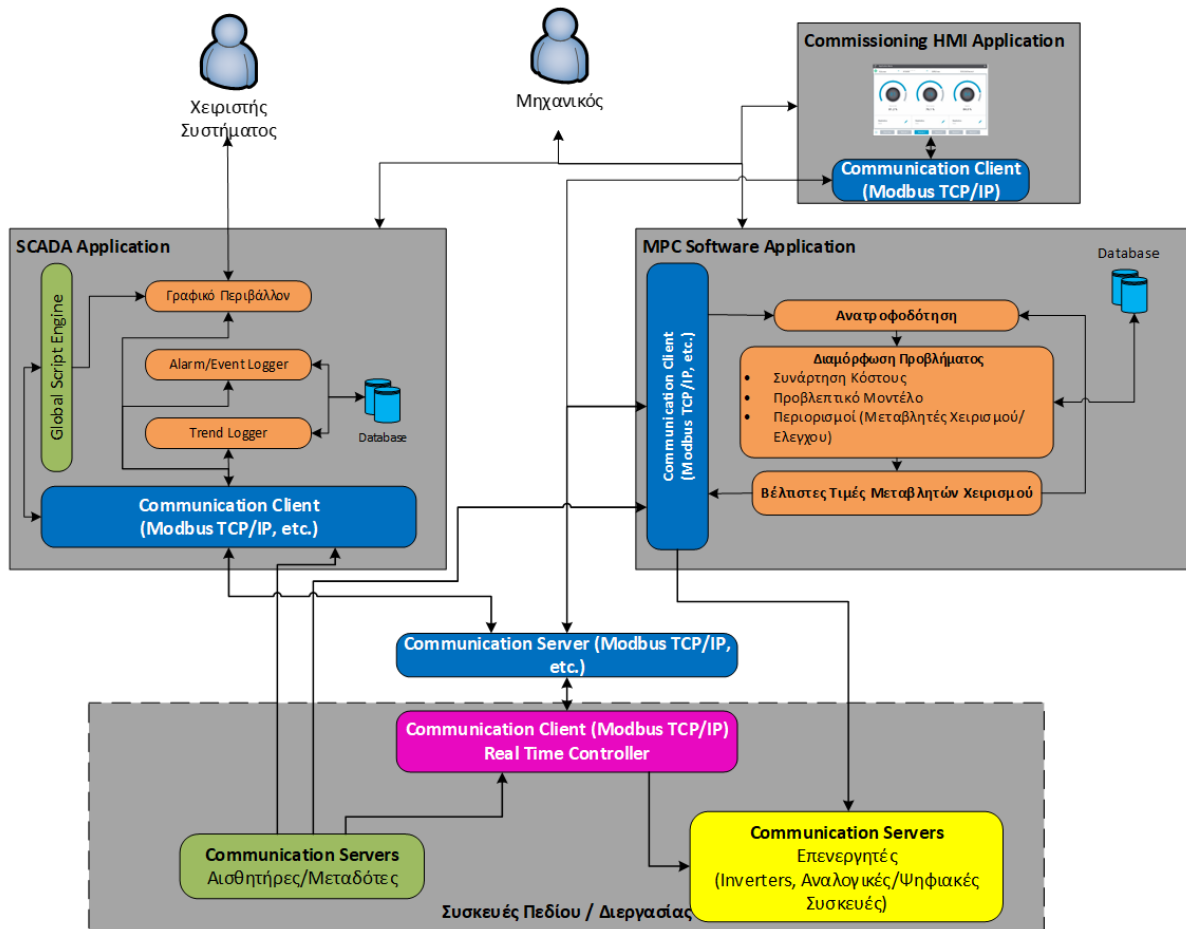 Χειριστής
Συστήματος
Μηχανικός
Commissioning HMI Application
Communication Client
(Modbus TCP/IP)
SCADA Application
Global Script Engine
Γραφικό Περιβάλλον
Alarm/Event Logger
Trend Logger
Database
Communication Client
(Modbus TCP/IP, etc.)
MPC Software Application
Communication Client
(Modbus TCP/IP, etc.)
Database
Ανατροφοδότηση
Διαμόρφωση Προβλήματος
• Συνάρτηση Κόστους
• Προβλεπτικό Μοντέλο
• Περιορισμοί (Μεταβλητές Χειρισμού/
Ελεγχου)
Βέλτιστες Τιμές Μεταβλητών Χειρισμού
Communication Server (Modbus TCP/IP,
etc.)
Communication Client (Modbus TCP/IP)
Real Time Controller
Communication Servers
Αισθητήρες/Μεταδότες
Communication Servers
Επενεργητές
(Inverters, Αναλογικές/Ψηφιακές
Συσκευές)
Συσκευές Πεδίου / Διεργασίας